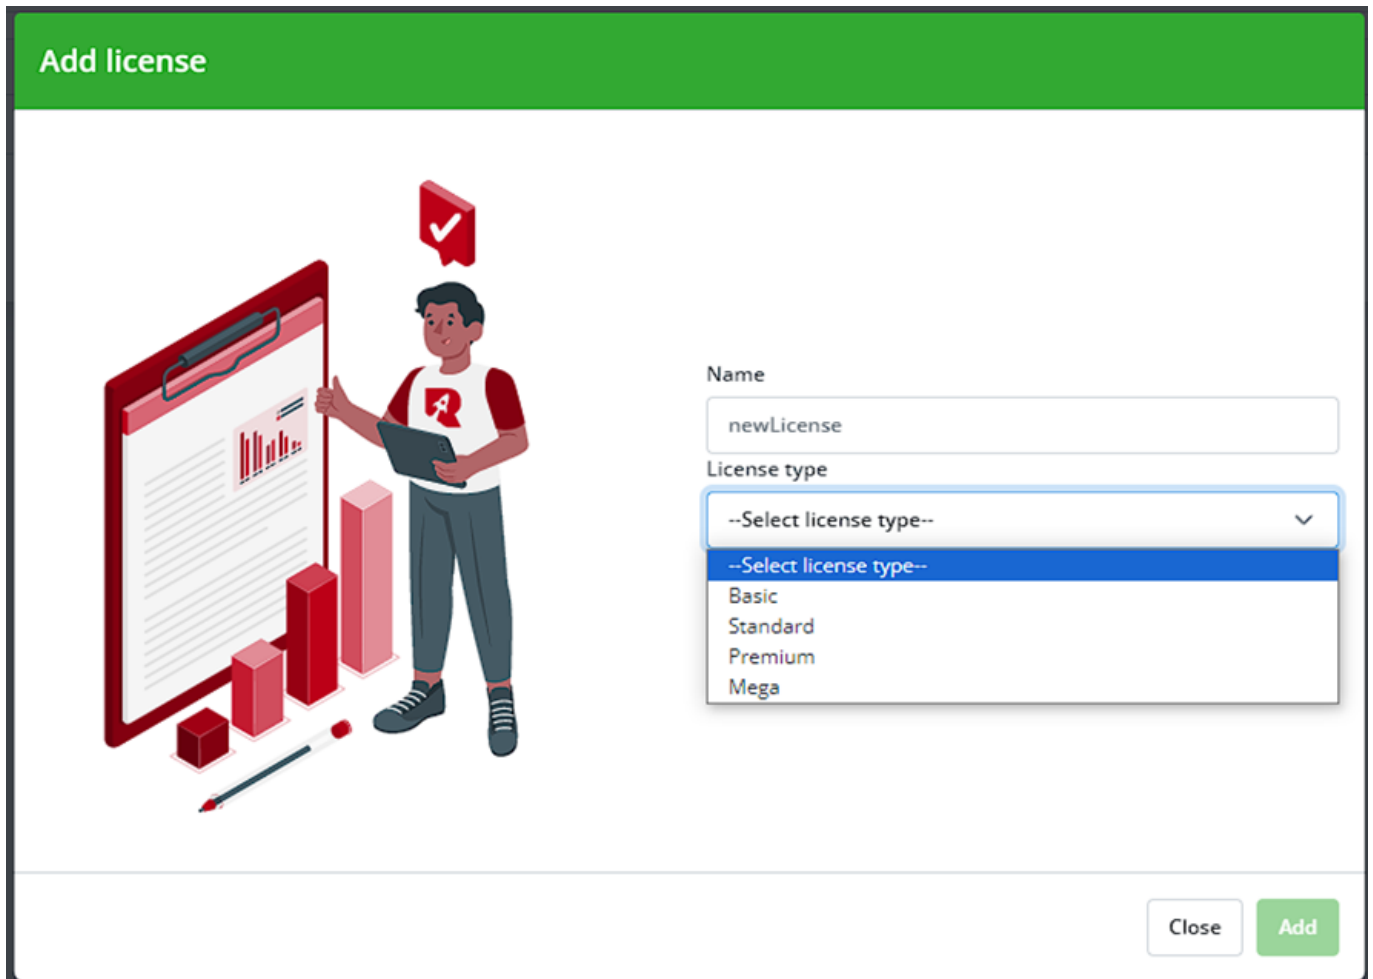 Add license
Name
newLicense
License type
--Select license type--
--Select license type--
Basic
Standard
Premium
Mega
Close
Add